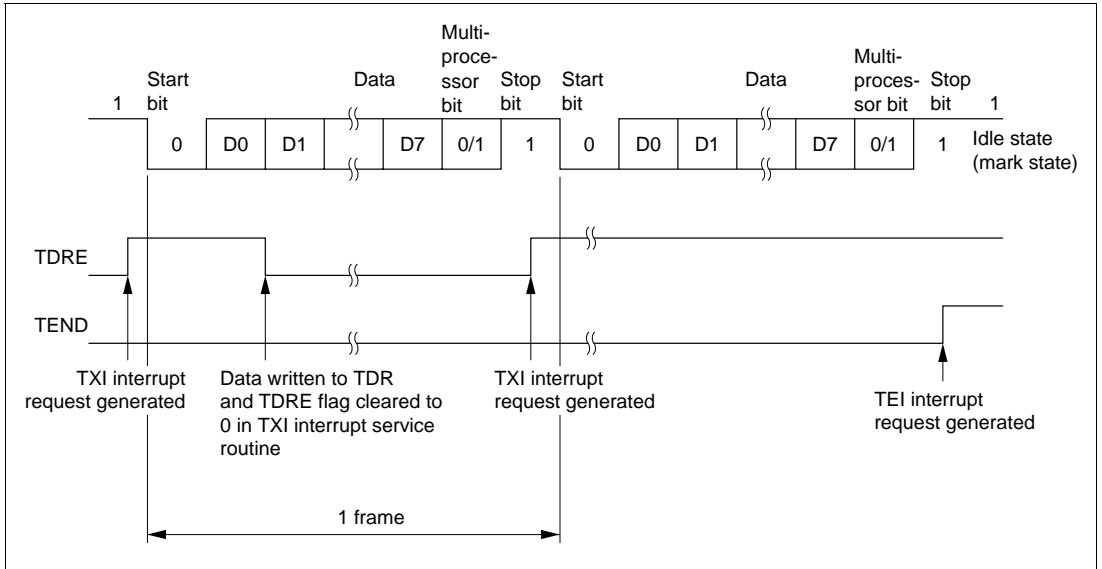 1
Start
bit
Data
Multi-
proce-
ssor
bit
Stop
bit
Start
bit
Data
Multi-
proces-
sor bit
Stop
bit
1
0 D0 D1 D7 0/1 1 0 D0 D1 D7 0/1 1
Idle state
(mark state)
TDRE
TEND
TXI interrupt
request generated
Data written to TDR
and TDRE flag cleared to
0 in TXI interrupt service
routine
TXI interrupt
request generated
TEI interrupt
request generated
1 frame